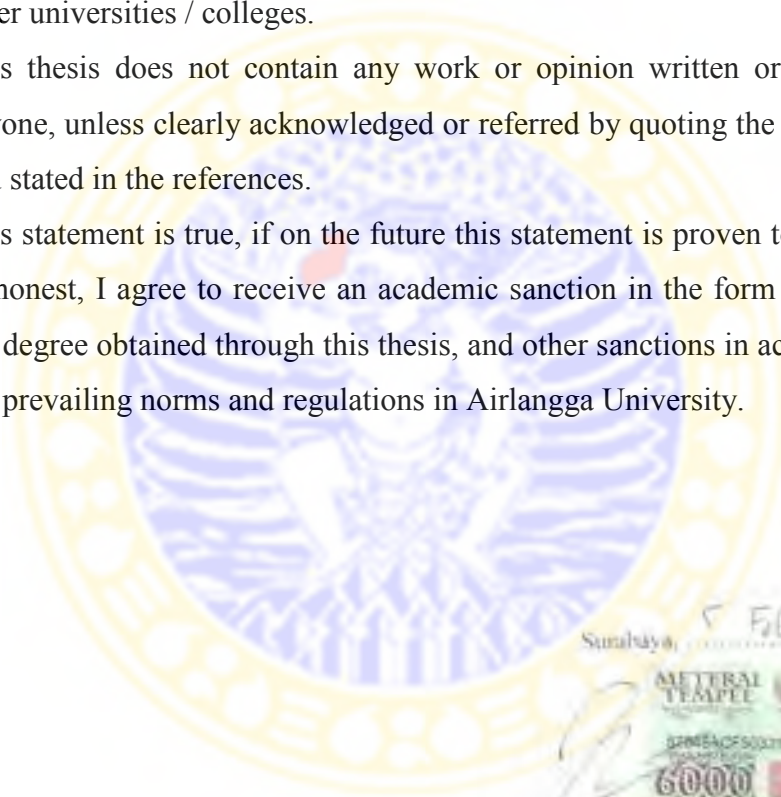 er universities / colleges.
s thesis does not contain any work or opinion written or
one, unless clearly acknowledged or referred by quoting the
stated in the references.
s statement is true, if on the future this statement is proven t
nonest, I agree to receive an academic sanction in the form
degree obtained through this thesis, and other sanctions in ac
prevailing norms and regulations in Airlangga University.
Surabaya, 5
METERAI
TEMPEL
6000